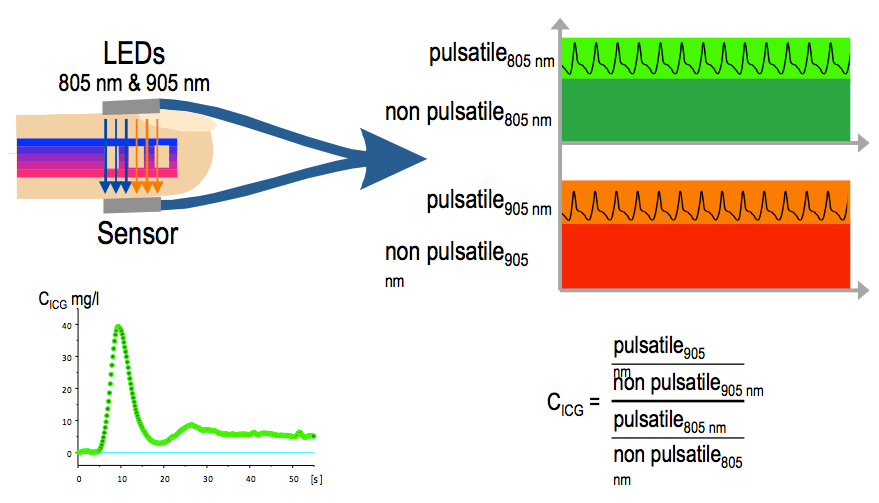 LEDs
805 nm & 905 nm
Sensor
pulsatile805 nm
non pulsatile805 nm
pulsatile905 nm
non pulsatile905
nm
CICG mg/l
40
30
20
10
0
0 10 20 30 40 50 [s]
CICG =
pulsatile905
nm
non pulsatile905 nm
pulsatile805 nm
non pulsatile805
nm